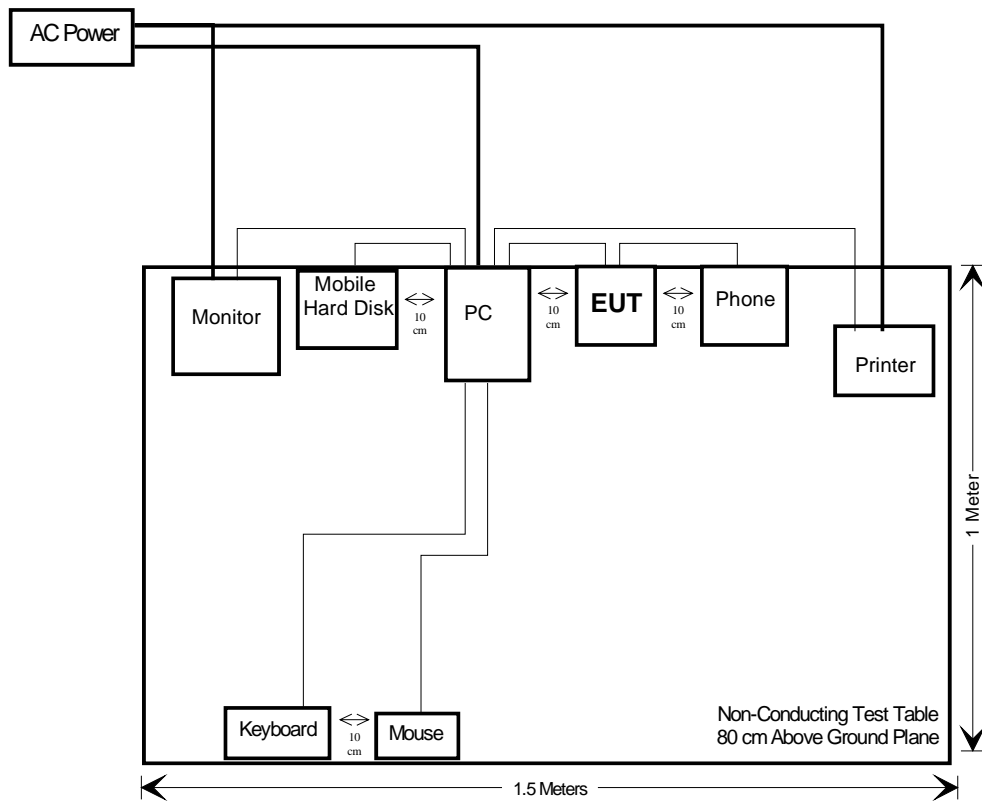 AC Power
Monitor
Mobile
Hard Disk
10
cm
PC
10
cm
EUT
10
cm
Phone
Printer
1 Meter
Keyboard
10
cm
Mouse
Non-Conducting Test Table
80 cm Above Ground Plane
1.5 Meters